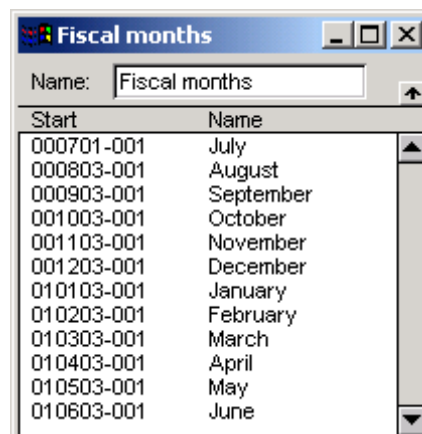 Fiscal months
Name: Fiscal months
Start Name
000701-001 July
000803-001 August
000903-001 September
001003-001 October
001103-001 November
001203-001 December
010103-001 January
010203-001 February
010303-001 March
010403-001 April
010503-001 May
010603-001 June